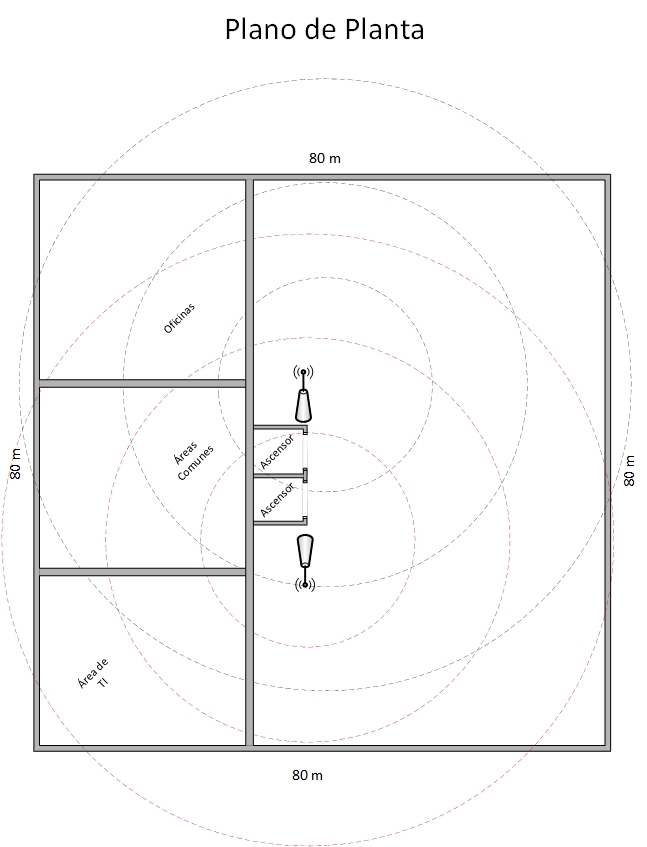 Plano de Planta
80 m
Oficinas
Áreas
Comunes
Ascensor
80 m
80 m
Ascensor
Área de
TI
80 m